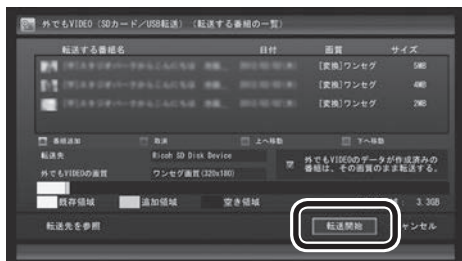 外でもVIDEO（SDカード／USB転送）（転送する番組の一覧）
転送する番組名 日付 画質 サイズ
[変換]ワンセグ 5MB
[変換]ワンセグ 4MB
[変換]ワンセグ 2MB
番組追加 取消 上へ移動 下へ移動
転送先 Ricoh SD Disk Device
外でもVIDEOの画質 ワンセグ画質(320x180)
外でもVIDEOのデータが作成済みの
番組は、その画質のまま転送する。
既存領域 追加領域 空き領域 3.3GB
転送先を参照 転送開始 キャンセル